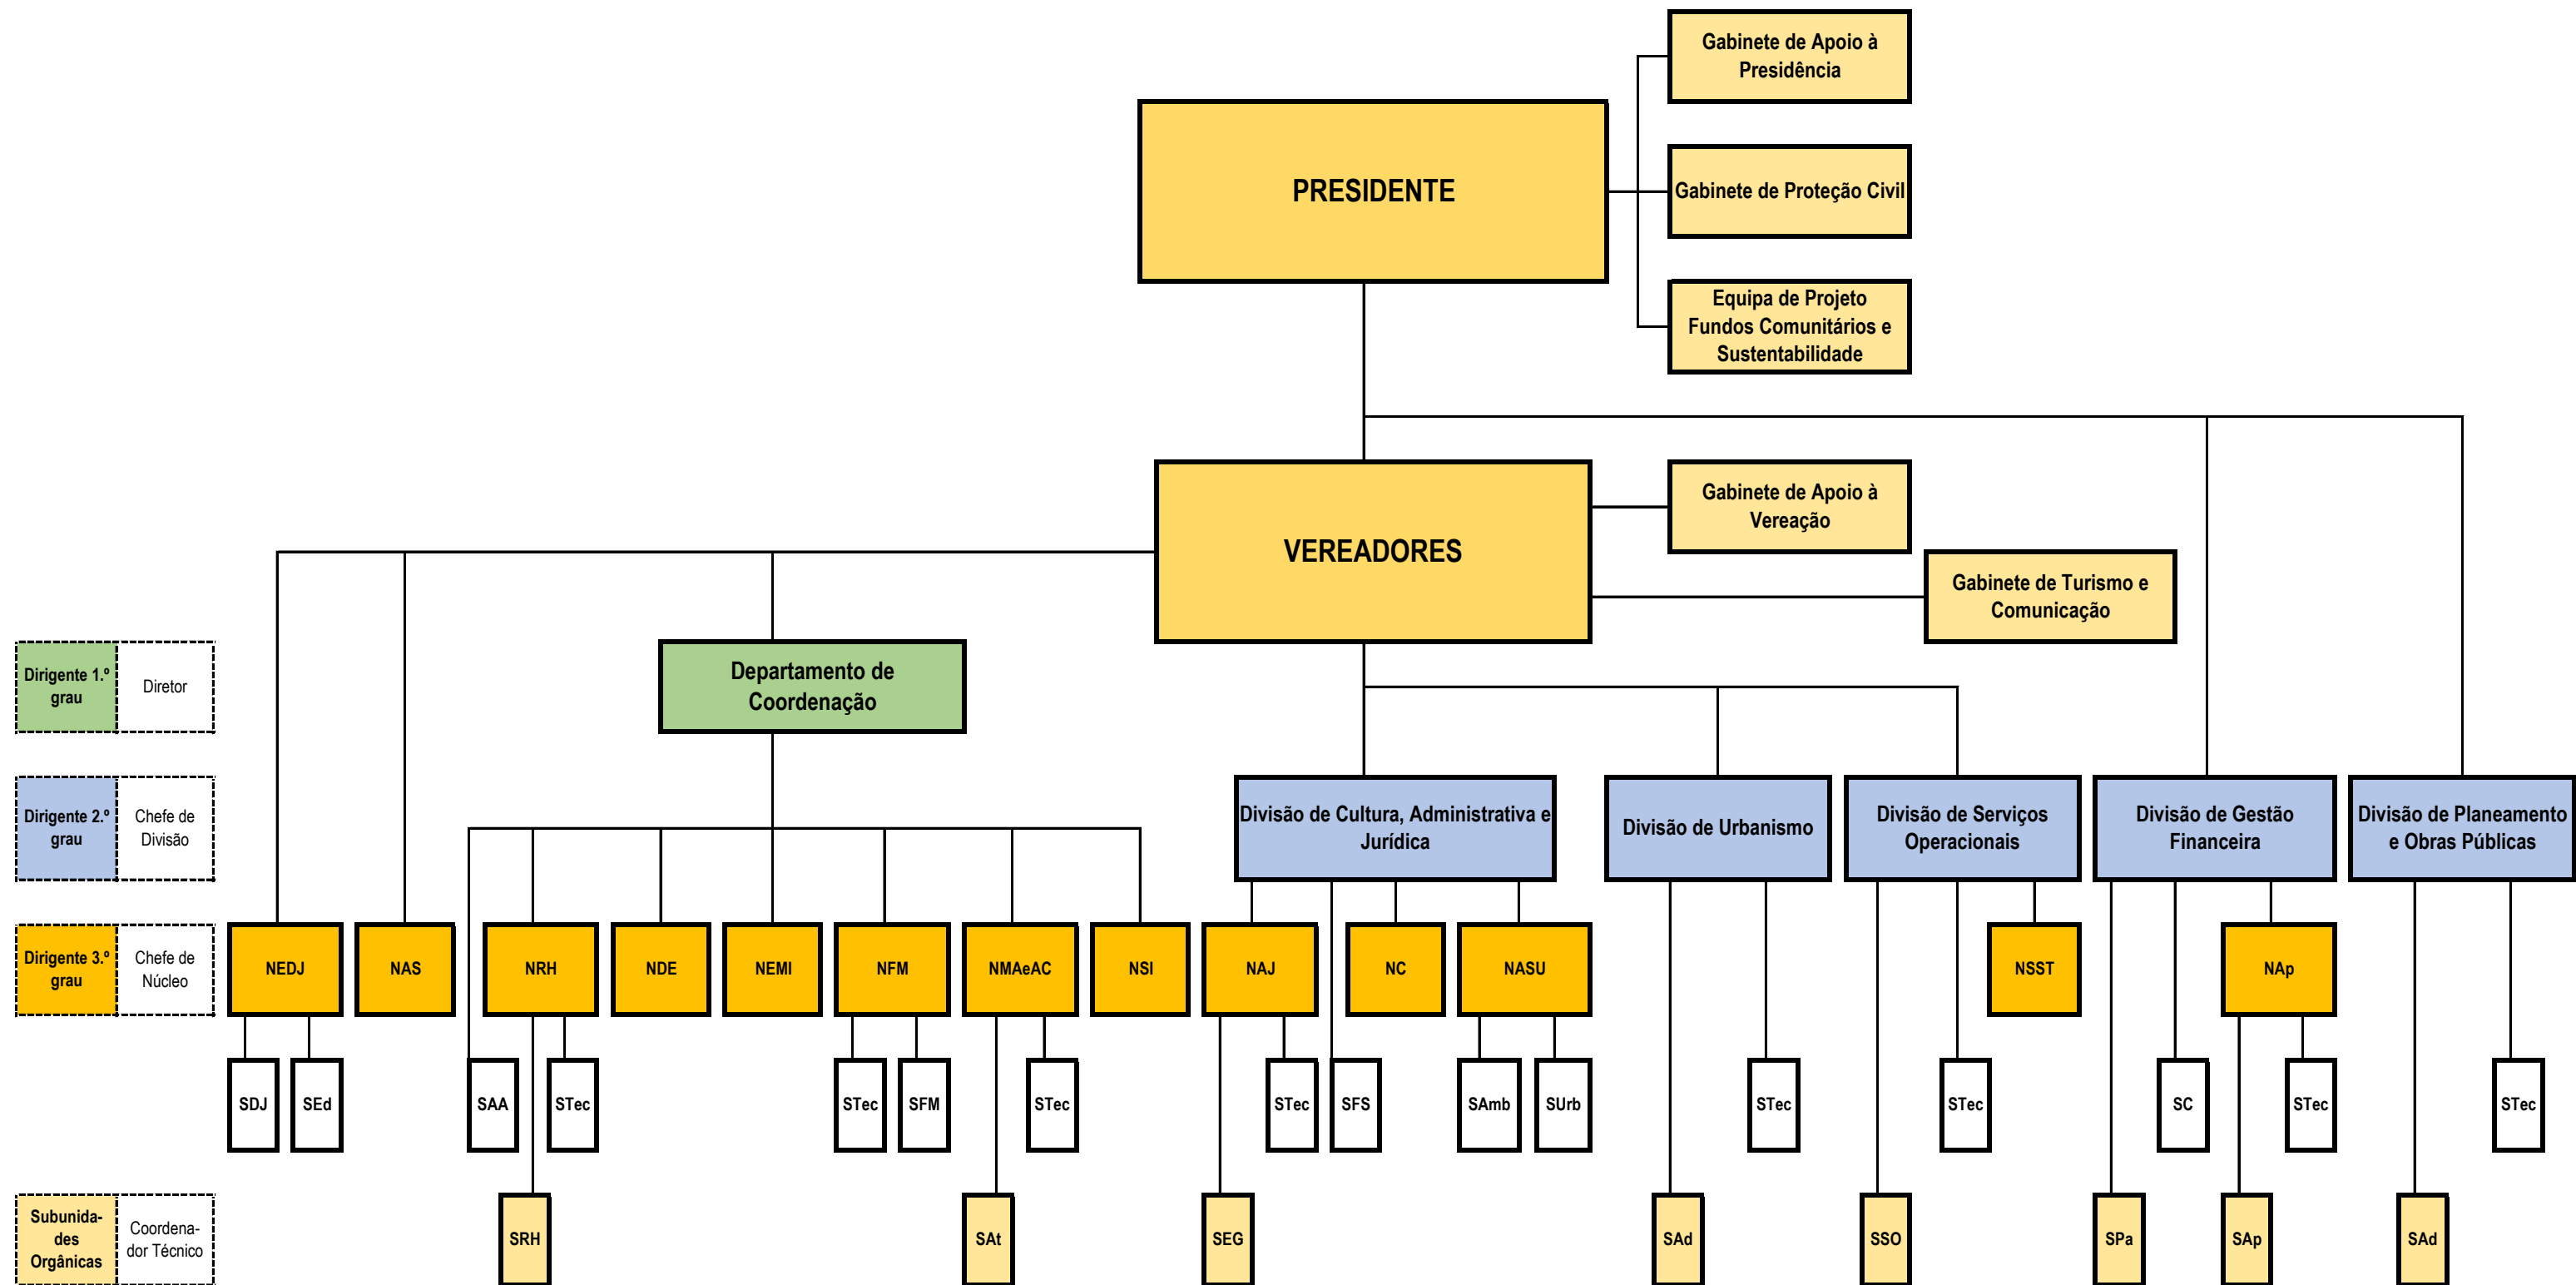 Gabinete de Apoio à
Presidência
PRESIDENTE
Gabinete de Proteção Civil
Equipa de Projeto
Fundos Comunitários e
Sustentabilidade
Gabinete de Apoio à
Vereação
VEREADORES
Gabinete de Turismo e
Comunicação
Dirigente 1.º
grau
Diretor
Departamento de
Coordenação
Dirigente 2.º
grau
Chefe de
Divisão
Divisão de Cultura, Administrativa e
Jurídica
Divisão de Urbanismo
Divisão de Serviços
Operacionais
Divisão de Gestão
Financeira
Divisão de Planeamento
e Obras Públicas
Dirigente 3.º
grau
Chefe de
Núcleo
NEDJ
NAS
NRH
NDE
NEMI
NFM
NMAeAC
NSI
NAJ
NC
NASU
NSST
NAp
SDJ
SEd
SAA
STec
STec
SFM
STec
STec
SFS
SAmb
SUrb
STec
STec
SC
STec
STec
Subunida-
des
Orgânicas
Coordena-
dor Técnico
SRH
SAt
SEG
SAd
SSO
SPa
SAp
SAd